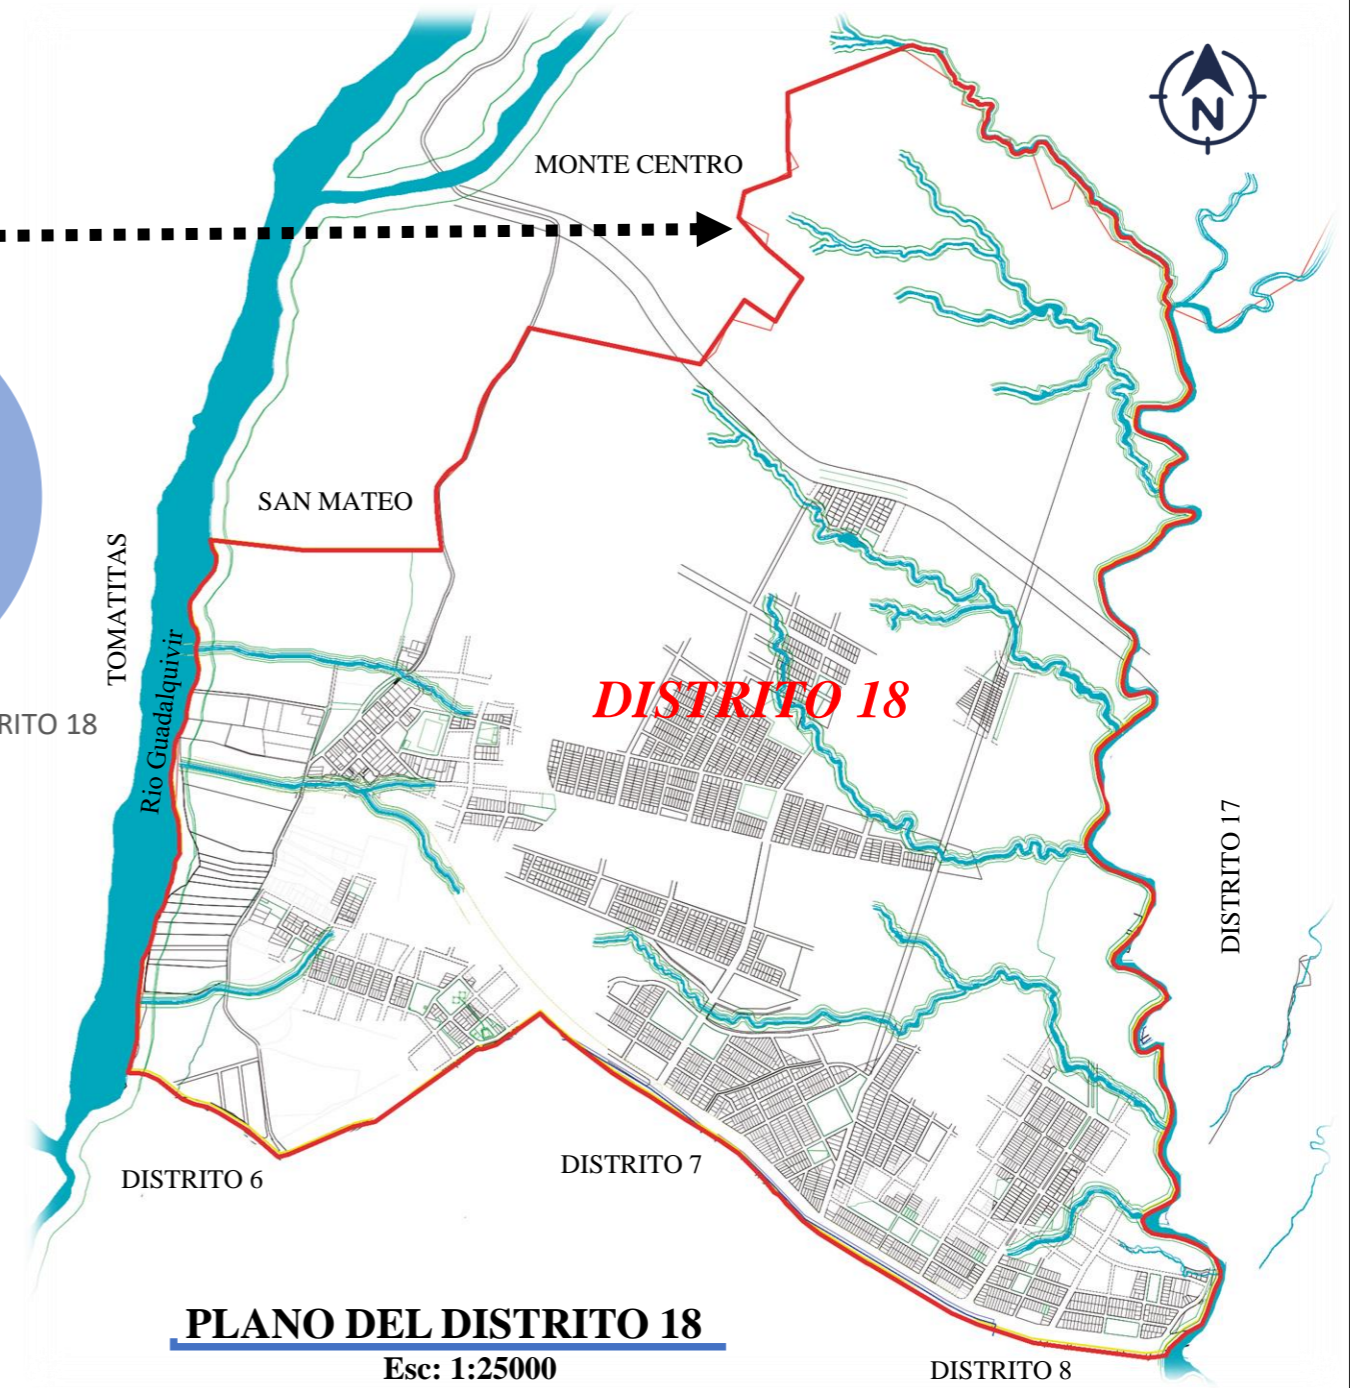 N
MONTE CENTRO
SAN MATEO
TOMATITAS
Rio Guadalquivir
RITO 18
DISTRITO 18
DISTRITO 17
DISTRITO 6
DISTRITO 7
PLANO DEL DISTRITO 18
Esc: 1:25000
DISTRITO 8